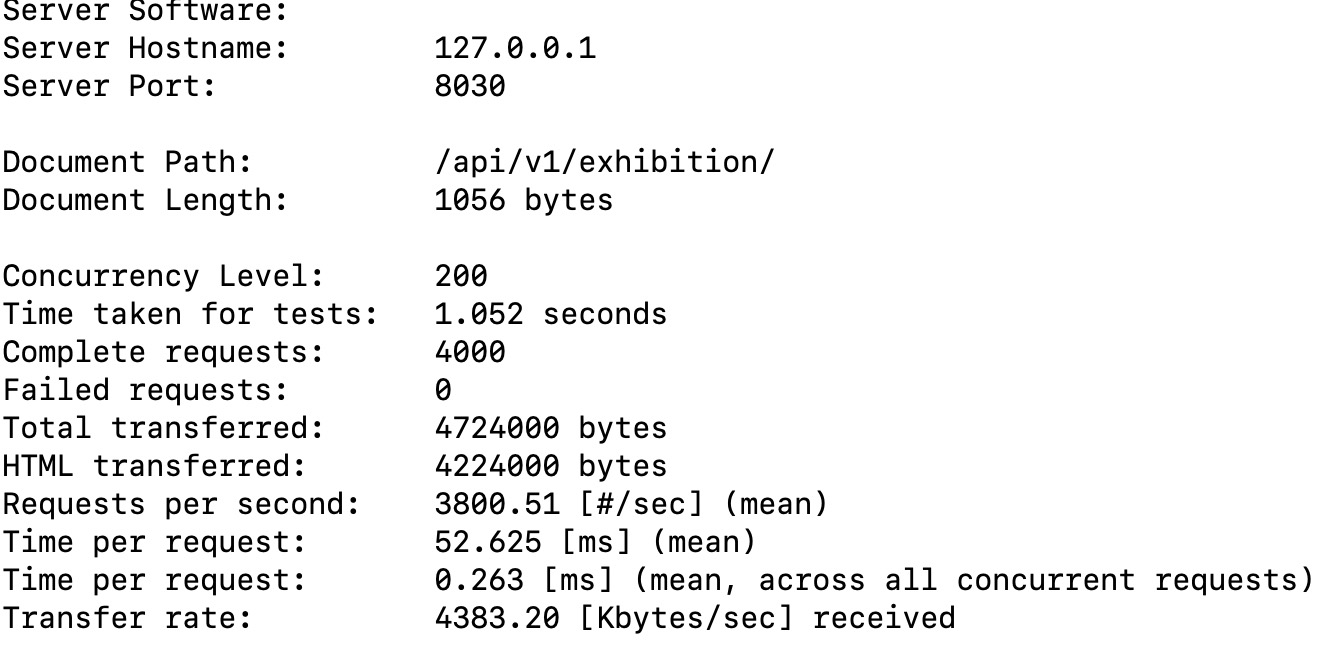 Server Software:
Server Hostname: 127.0.0.1
Server Port: 8030
Document Path: /api/v1/exhibition/
Document Length: 1056 bytes
Concurrency Level: 200
Time taken for tests: 1.052 seconds
Complete requests: 4000
Failed requests: 0
Total transferred: 4724000 bytes
HTML transferred: 4224000 bytes
Requests per second: 3800.51 [#/sec] (mean)
Time per request: 52.625 [ms] (mean)
Time per request: 0.263 [ms] (mean, across all concurrent requests)
Transfer rate: 4383.20 [Kbytes/sec] received